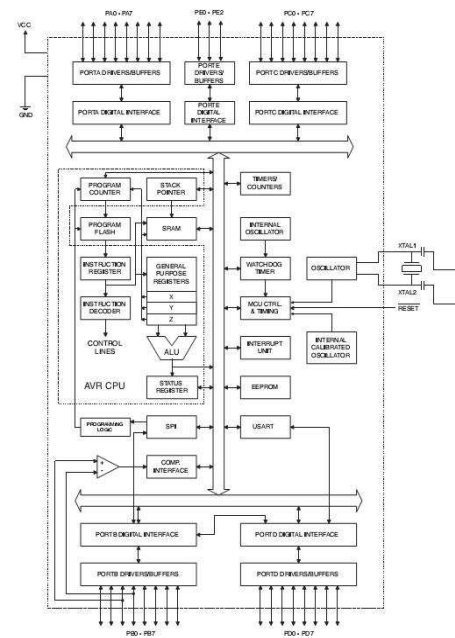 PA0 - PA7
PE0 - PE2
PC0 - PC7
VCC
GND
PORTA DRIVERS/BUFFERS
PORTE
DRIVERS/
BUFFERS
PORTC DRIVERS/BUFFERS
PORTA DIGITAL INTERFACE
PORTE
DIGITAL
INTERFACE
PORTC DIGITAL INTERFACE
PROGRAM
COUNTER
STACK
POINTER
TIMERS/
COUNTERS
PROGRAM
FLASH
SRAM
INTERNAL
OSCILLATOR
XTAL1
INSTRUCTION
REGISTER
GENERAL
PURPOSE
REGISTERS
WATCHDOG
TIMER
OSCILLATOR
XTAL2
X
Y
Z
INSTRUCTION
DECODER
MCU CTRL.
& TIMING
RESET
CONTROL
LINES
ALU
INTERRUPT
UNIT
INTERNAL
CALIBRATED
OSCILLATOR
AVR CPU
STATUS
REGISTER
EEPROM
PROGRAMMING
LOGIC
SPI
USART
+
-
COMP.
INTERFACE
PORTB DIGITAL INTERFACE
PORTD DIGITAL INTERFACE
PORTB DRIVERS/BUFFERS
PORTD DRIVERS/BUFFERS
PB0 - PB7
PD0 - PD7